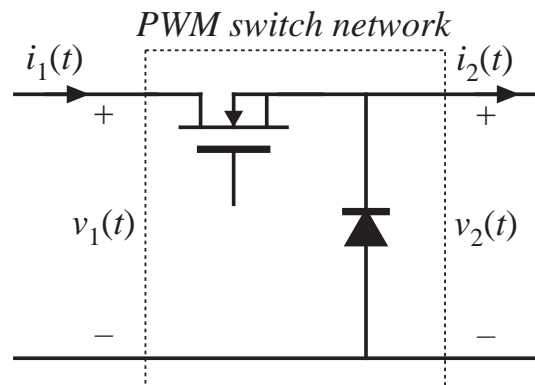 PWM switch network
i1(t)
i2(t)
+
+
v1(t)
v2(t)
–
–